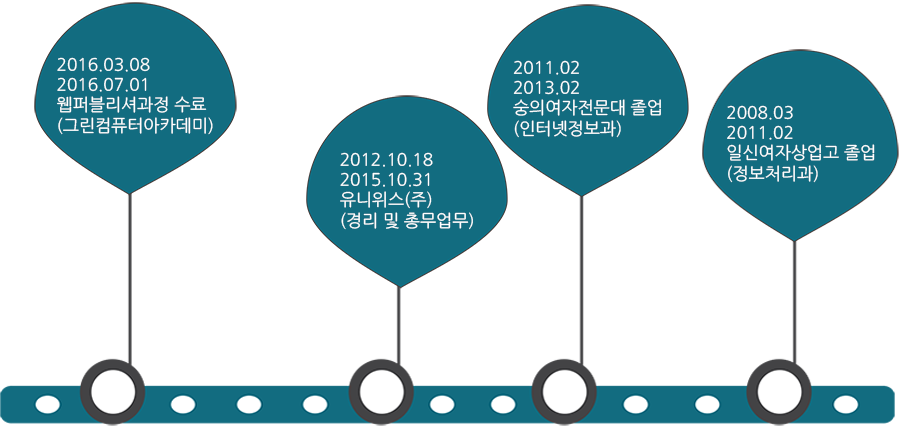 2016.03.08
2016.07.01
웹퍼블리셔과정 수료
(그린컴퓨터아카데미)
2012.10.18
2015.10.31
유니위스(주)
(경리 및 총무업무)
2011.02
2013.02
숭의여자전문대 졸업
(인터넷정보과)
2008.03
2011.02
일신여자상업고 졸업
(정보처리과)